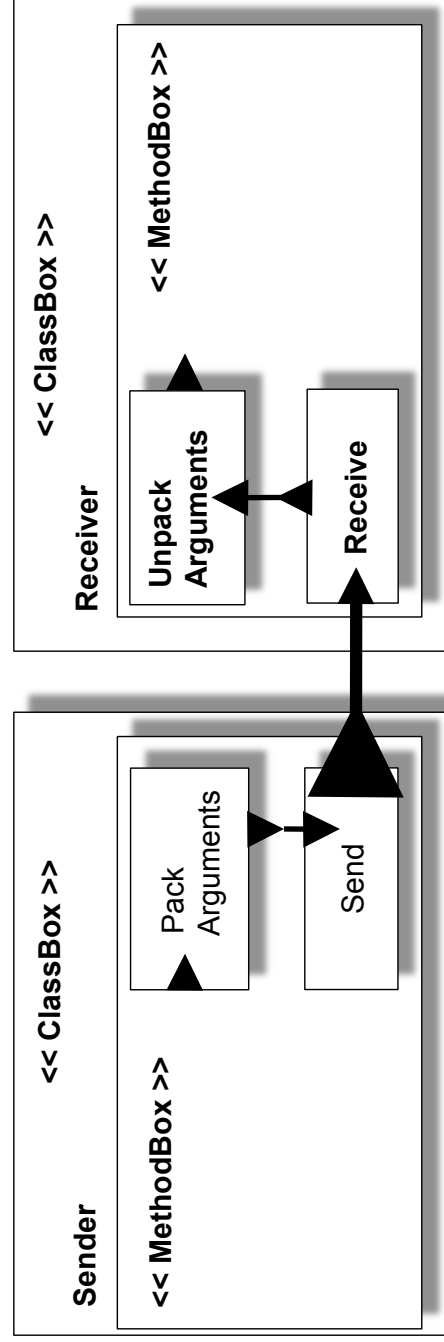 << ClassBox >>
Sender
<< MethodBox >>
Pack
Arguments
Send
<< ClassBox >>
Receiver
Unpack
Arguments
<< MethodBox >>
Receive